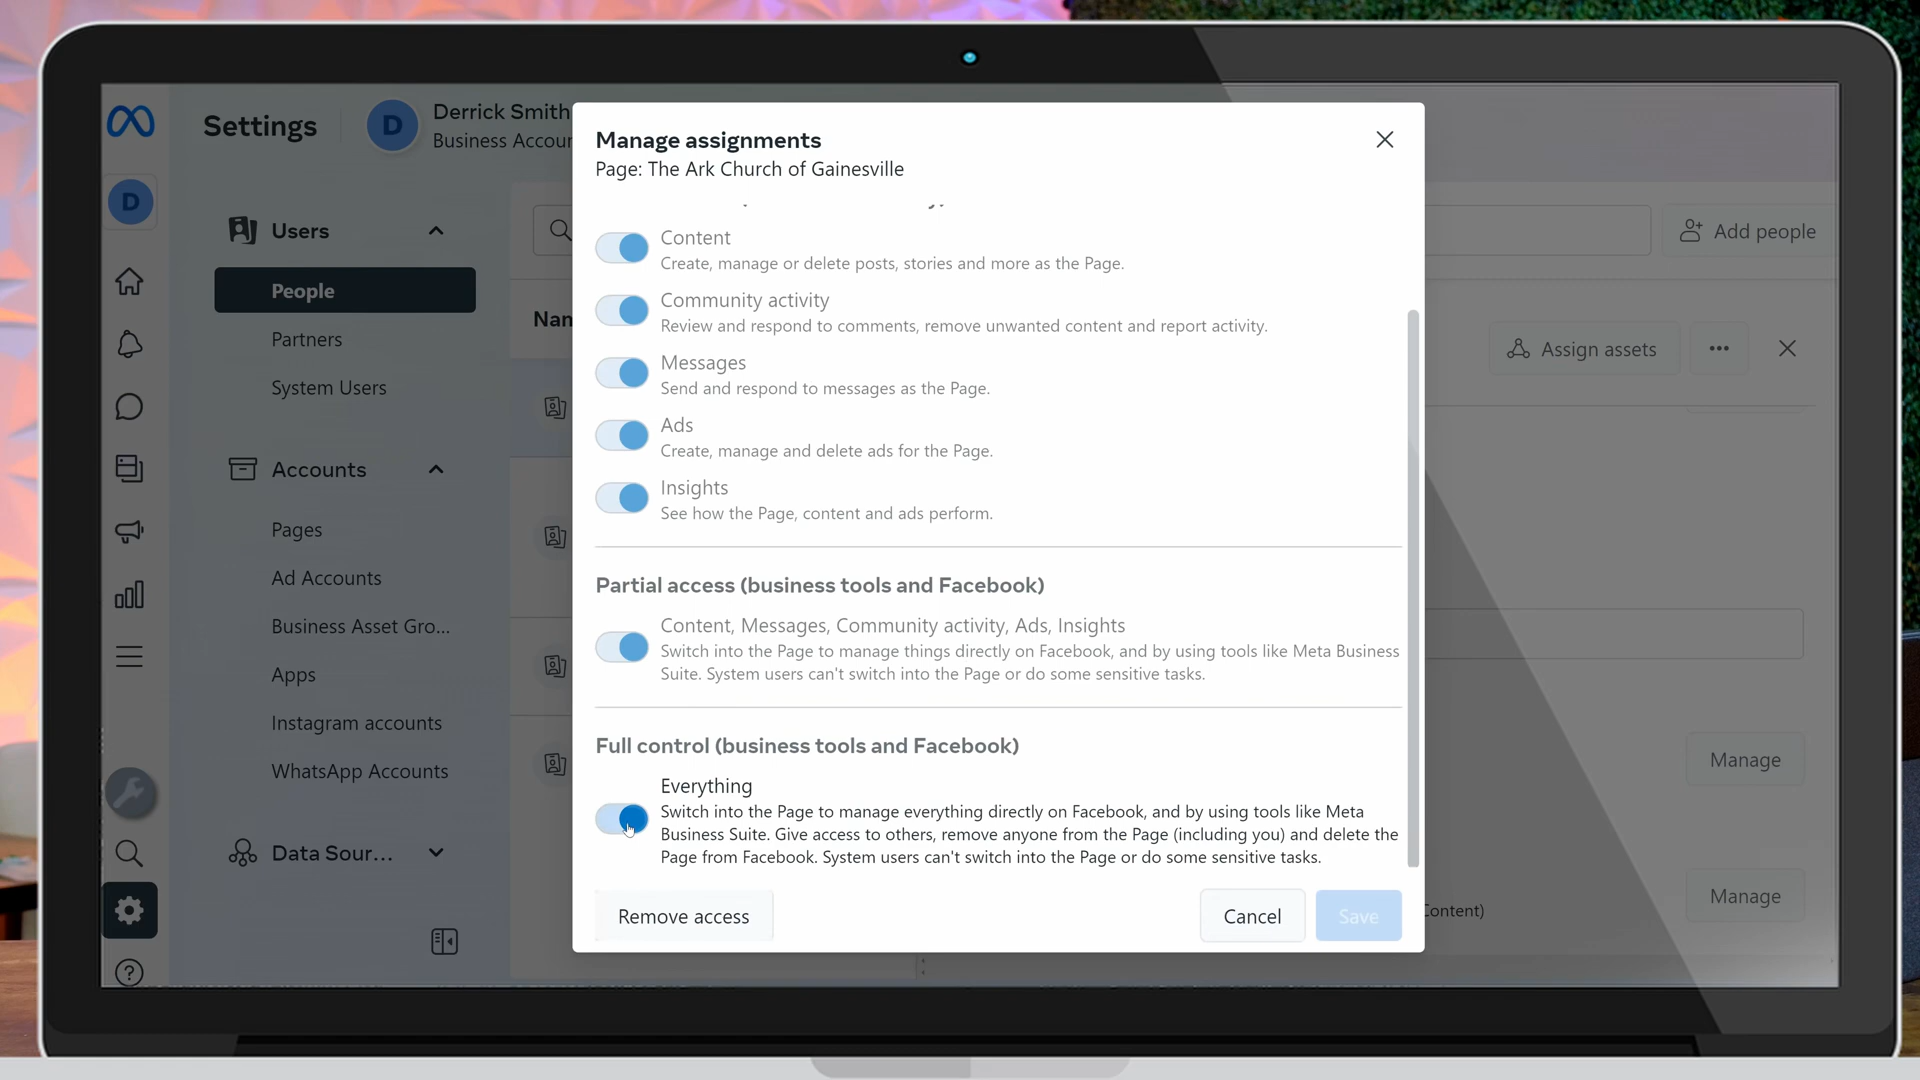 Settings
D
Derrick Smith
Business Accou
D
Users
People
Partners
System Users
Accounts
Pages
Ad Accounts
Business Asset Gro...
Apps
Instagram accounts
WhatsApp Accounts
Data Sour...
Nan
Add people
Assign assets
Manage
Manage
Content)
Manage assignments
Page: The Ark Church of Gainesville
Content
Create, manage or delete posts, stories and more as the Page.
Community activity
Review and respond to comments, remove unwanted content and report activity.
Messages
Send and respond to messages as the Page.
Ads
Create, manage and delete ads for the Page.
Insights
See how the Page, content and ads perform.
Partial access (business tools and Facebook)
Content, Messages, Community activity, Ads, Insights
Switch into the Page to manage things directly on Facebook, and by using tools like Meta Business
Suite. System users can't switch into the Page or do some sensitive tasks.
Full control (business tools and Facebook)
Everything
Switch into the Page to manage everything directly on Facebook, and by using tools like Meta
Business Suite. Give access to others, remove anyone from the Page (including you) and delete the
Page from Facebook. System users can't switch into the Page or do some sensitive tasks.
Remove access
Cancel
Save